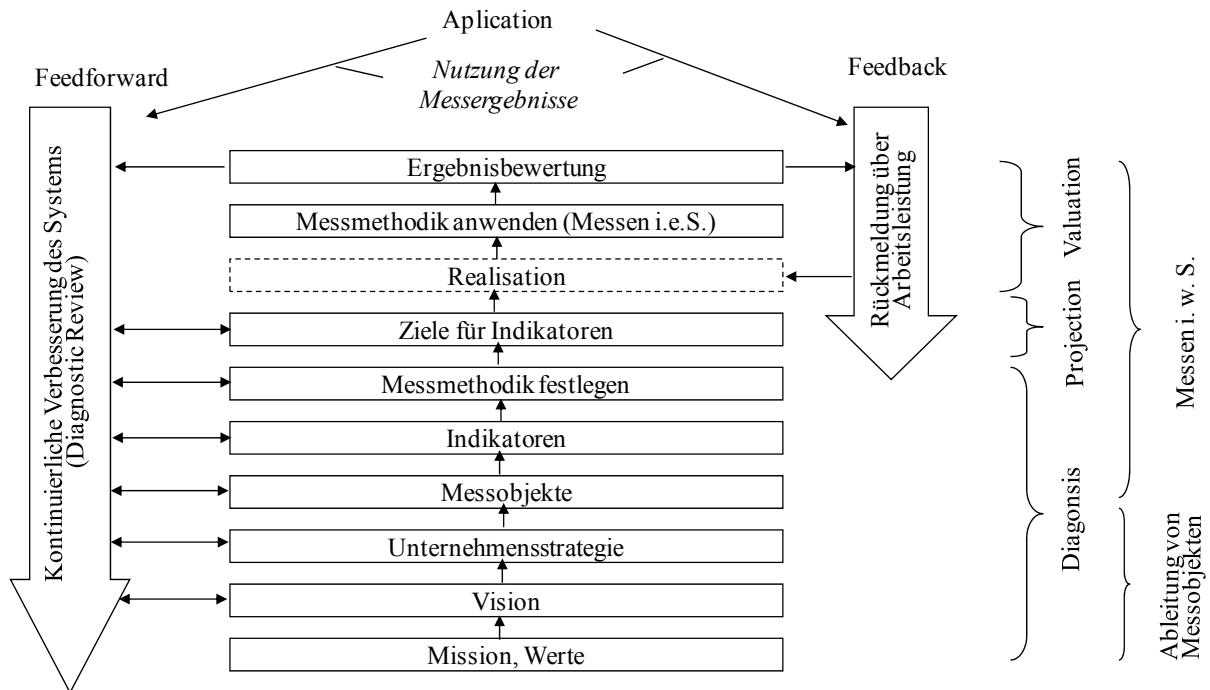 Aplication
Feedforward
Nutzung der
Messergebnisse
Feedback
Kontinuierliche Verbesserung des Systems
(Diagnostic Review)
Ergebnisbewertung
Messmethodik anwenden (Messen i.e.S.)
Realisation
Ziele für Indikatoren
Messmethodik festlegen
Indikatoren
Messobjekte
Unternehmensstrategie
Vision
Mission, Werte
Rückmeldung über
Arbeitsleistung
Valuation
Projection
Diagonsis
Messen i. w. S.
Ableitung von
Messobjekten